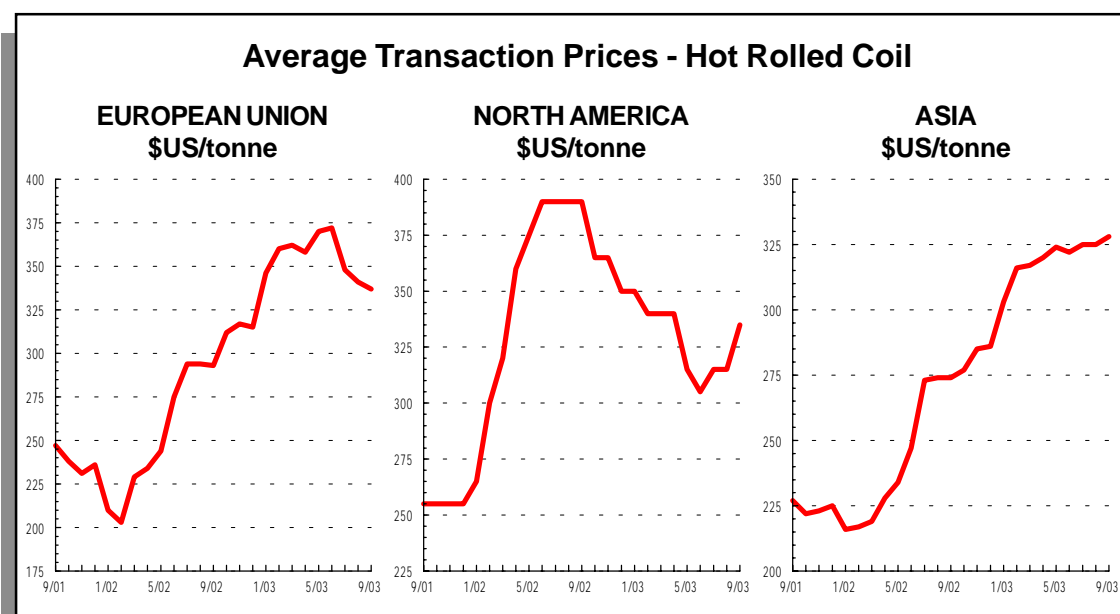 Average Transaction Prices - Hot Rolled Coil
EUROPEAN UNION
$US/tonne
400
375
350
325
300
275
250
225
200
175
9/01 1/02 5/02 9/02 1/03 5/03 9/03
NORTH AMERICA
$US/tonne
400
375
350
325
300
275
250
225
9/01 1/02 5/02 9/02 1/03 5/03 9/03
ASIA
$US/tonne
350
325
300
275
250
225
200
9/01 1/02 5/02 9/02 1/03 5/03 9/03